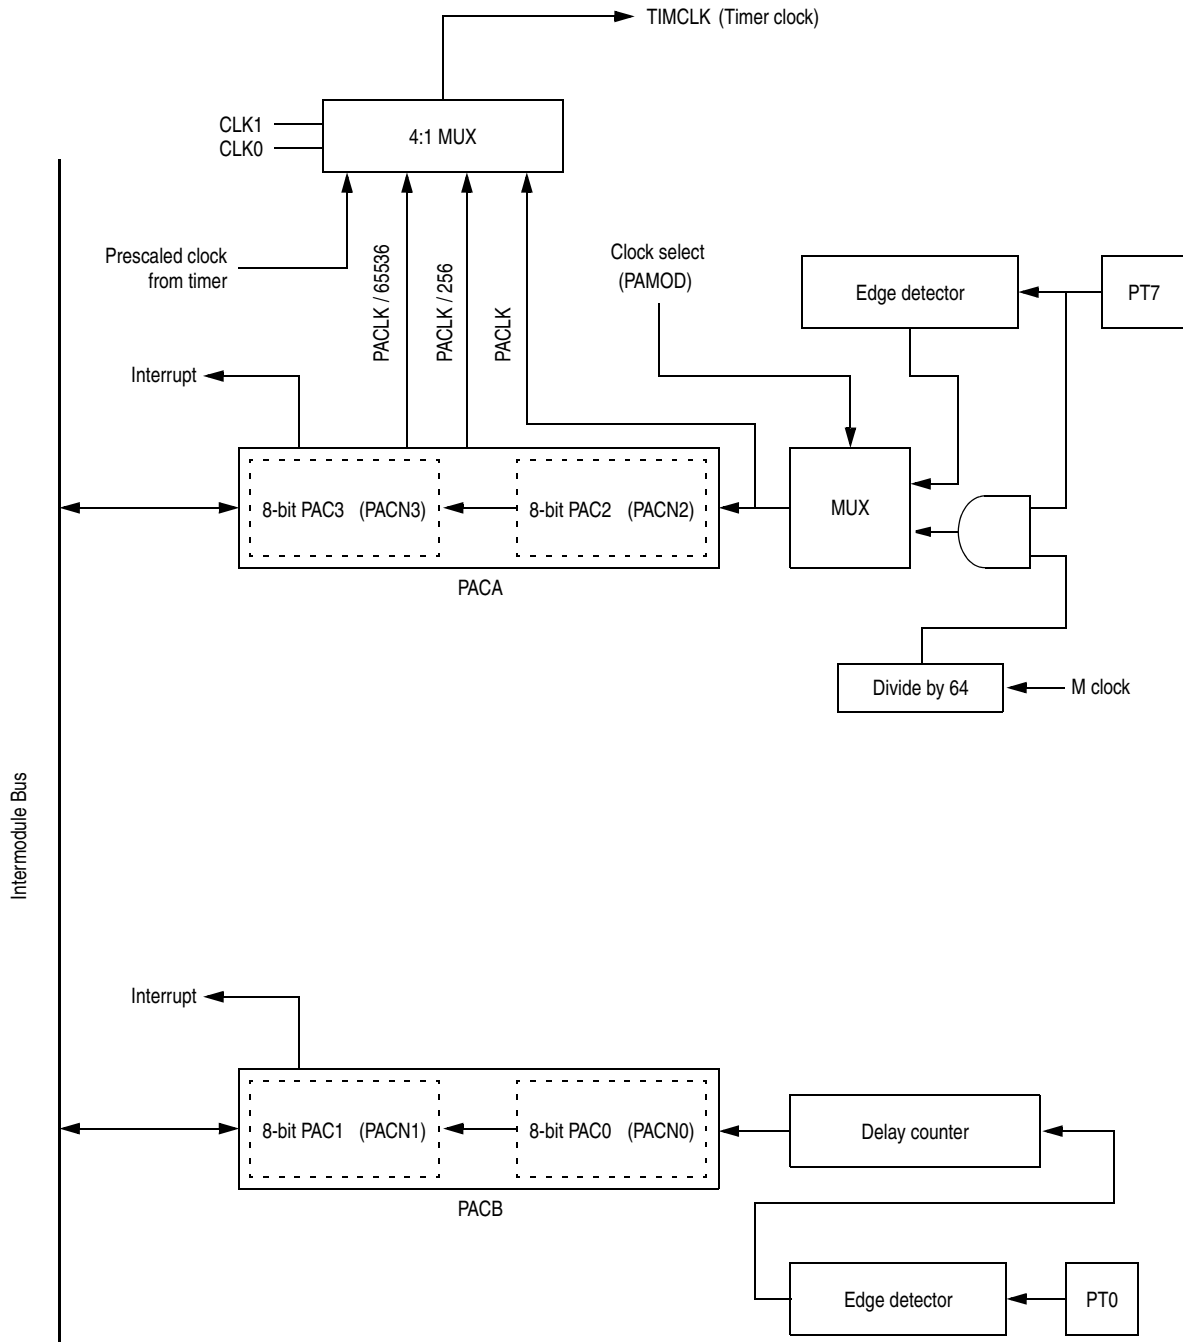 TIMCLK (Timer clock)
CLK1
CLK0
4:1 MUX
Prescaled clock
from timer
PACLK / 65536
PACLK / 256
PACLK
Clock select
(PAMOD)
Edge detector
PT7
Interrupt
8-bit PAC3 (PACN3)
8-bit PAC2 (PACN2)
MUX
PACA
Divide by 64
M clock
Intermodule Bus
Interrupt
8-bit PAC1 (PACN1)
8-bit PAC0 (PACN0)
Delay counter
PACB
Edge detector
PT0